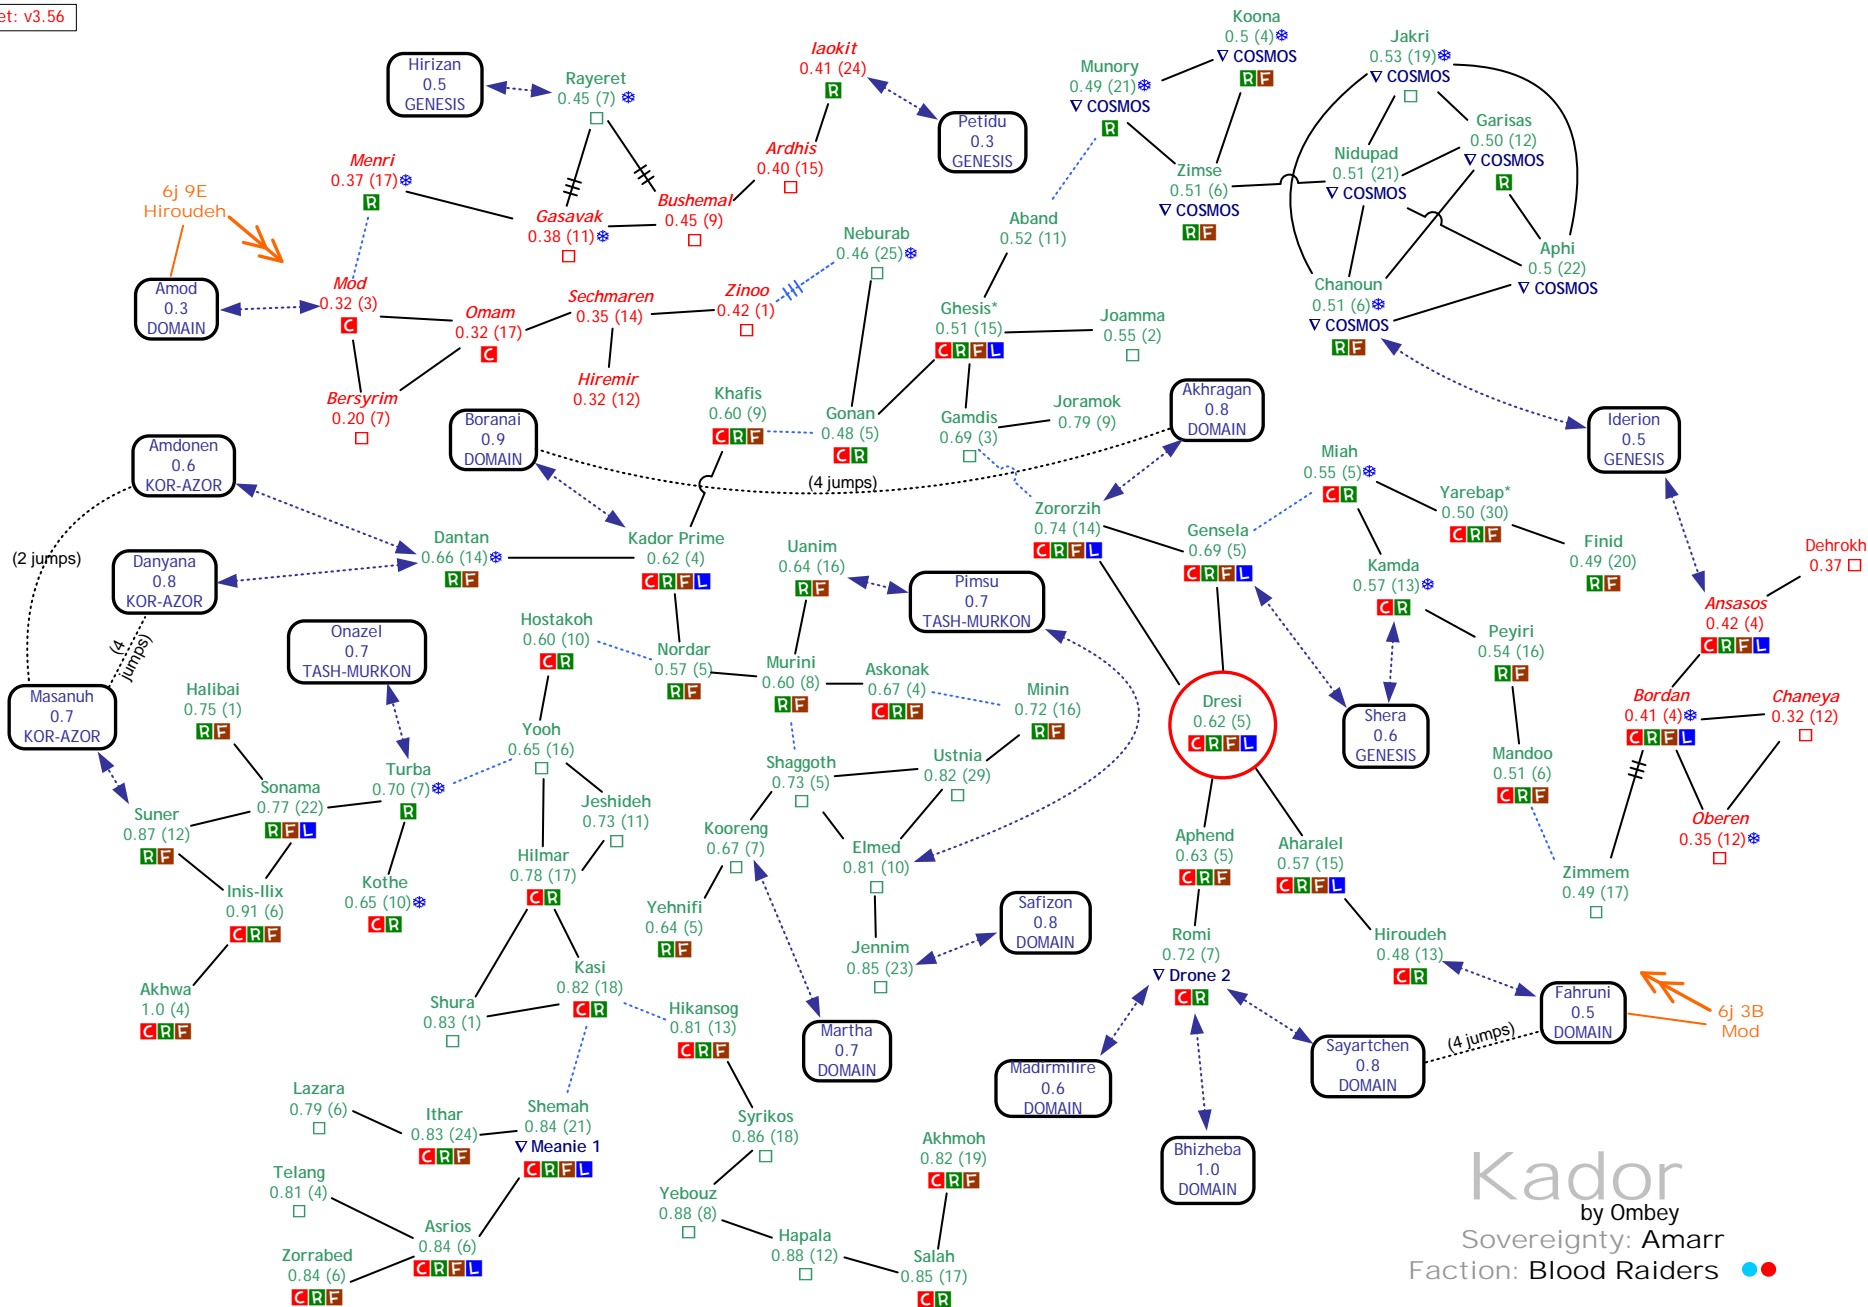 et: v3.56
Hirizan
0.5
GENESIS
Rayeret
0.45 (7)
Iaokit
0.41 (24)
R
Petidu
0.3
GENESIS
Ardhis
0.40 (15)
Menri
0.37 (17)
R
Gasavak
0.38 (11)
Bushemal
0.45 (9)
6j 9E
Hiroudeh
Amod
0.3
DOMAIN
Mod
0.32 (3)
C
Omam
0.32 (17)
C
Sechmaren
0.35 (14)
Zinoo
0.42 (1)
Hiremir
0.32 (12)
Bersyrim
0.20 (7)
Neburab
0.46 (25)
Koona
0.5 (4)
∇ COSMOS
R F
Munory
0.49 (21)
∇ COSMOS
R
Zimse
0.51 (6)
∇ COSMOS
R F
Jakri
0.53 (19)
∇ COSMOS
Garisas
0.50 (12)
∇ COSMOS
R
Nidupad
0.51 (21)
∇ COSMOS
Aphi
0.5 (22)
∇ COSMOS
Chanoun
0.51 (6)
∇ COSMOS
R F
Aband
0.52 (11)
Ghesis*
0.51 (15)
C R F L
Joamma
0.55 (2)
Khafis
0.60 (9)
C R F
Gonan
0.48 (5)
C R
Gamdis
0.69 (3)
Joramok
0.79 (9)
Akhragan
0.8
DOMAIN
Iderion
0.5
GENESIS
Boranai
0.9
DOMAIN
(4 jumps)
Amdonen
0.6
KOR-AZOR
(2 jumps)
Danyana
0.8
KOR-AZOR
(4
jumps)
Dantan
0.66 (14)
R F
Kador Prime
0.62 (4)
C R F L
Uanim
0.64 (16)
R F
Pimsu
0.7
TASH-MURKON
Zororzih
0.74 (14)
C R F L
Gensela
0.69 (5)
C R F L
Miah
0.55 (5)
C R
Yarebap*
0.50 (30)
C R F
Finid
0.49 (20)
R F
Kamda
0.57 (13)
C R
Peyiri
0.54 (16)
R F
Dehrokh
0.37
Ansasos
0.42 (4)
C R F L
Bordan
0.41 (4)
C R F L
Chaneya
0.32 (12)
Oberen
0.35 (12)
Mandoo
0.51 (6)
C R F
Zimmem
0.49 (17)
Shera
0.6
GENESIS
Dresi
0.62 (5)
C R F L
Onazel
0.7
TASH-MURKON
Hostakoh
0.60 (10)
C R
Nordar
0.57 (5)
R F
Murini
0.60 (8)
R F
Askonak
0.67 (4)
C R F
Minin
0.72 (16)
R F
Masanuh
0.7
KOR-AZOR
Halibai
0.75 (1)
R F
Sonama
0.77 (22)
R F L
Turba
0.70 (7)
R
Yooh
0.65 (16)
Shaggoth
0.73 (5)
Ustnia
0.82 (29)
Suner
0.87 (12)
R F
Jeshideh
0.73 (11)
Kooreng
0.67 (7)
Elmed
0.81 (10)
Inis-Ilix
0.91 (6)
C R F
Kothe
0.65 (10)
C R
Hilmar
0.78 (17)
C R
Yehnifi
0.64 (5)
R F
Jennim
0.85 (23)
Safizon
0.8
DOMAIN
Aphend
0.63 (5)
C R F
Aharalel
0.57 (15)
C R F L
Romi
0.72 (7)
∇ Drone 2
C R
Hiroudeh
0.48 (13)
C R
Fahruni
0.5
DOMAIN
6j 3B
Mod
(4 jumps)
Sayartchen
0.8
DOMAIN
Madirmilire
0.6
DOMAIN
Bhizheba
1.0
DOMAIN
Akhwa
1.0 (4)
C R F
Shura
0.83 (1)
Kasi
0.82 (18)
C R
Hikansog
0.81 (13)
C R F
Martha
0.7
DOMAIN
Lazara
0.79 (6)
Ithar
0.83 (24)
C R F
Shemah
0.84 (21)
∇ Meanie 1
C R F L
Syrikos
0.86 (18)
Akhmoh
0.82 (19)
C R F
Telang
0.81 (4)
Asrios
0.84 (6)
C R F L
Yebouz
0.88 (8)
Hapala
0.88 (12)
Salah
0.85 (17)
C R
Zorrabed
0.84 (6)
C R F
Kador
by Ombey
Sovereignty: Amarr
Faction: Blood Raiders